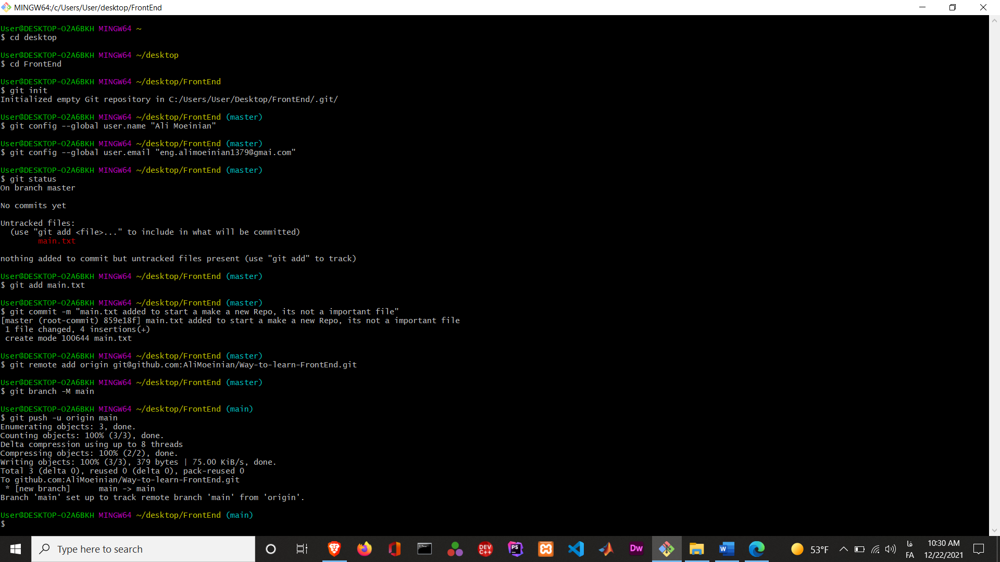 MINGW64:/c/Users/User/desktop/FrontEnd
User@DESKTOP-O2A6BKH MINGW64 ~
$ cd desktop
User@DESKTOP-O2A6BKH MINGW64 ~/desktop
$ cd FrontEnd
User@DESKTOP-O2A6BKH MINGW64 ~/desktop/FrontEnd
$ git init
Initialized empty Git repository in C:/Users/User/Desktop/FrontEnd/.git/
User@DESKTOP-O2A6BKH MINGW64 ~/desktop/FrontEnd (master)
$ git config --global user.name "Ali Moeinian"
User@DESKTOP-O2A6BKH MINGW64 ~/desktop/FrontEnd (master)
$ git config --global user.email "eng.alimoeinian1379@gmai.com"
User@DESKTOP-O2A6BKH MINGW64 ~/desktop/FrontEnd (master)
$ git status
On branch master
No commits yet
Untracked files:
  (use "git add <file>..." to include in what will be committed)
        main.txt
nothing added to commit but untracked files present (use "git add" to track)
User@DESKTOP-O2A6BKH MINGW64 ~/desktop/FrontEnd (master)
$ git add main.txt
User@DESKTOP-O2A6BKH MINGW64 ~/desktop/FrontEnd (master)
$ git commit -m "main.txt added to start a make a new Repo, its not a important file"
[master (root-commit) 859e18f] main.txt added to start a make a new Repo, its not a important file
 1 file changed, 4 insertions(+)
 create mode 100644 main.txt
User@DESKTOP-O2A6BKH MINGW64 ~/desktop/FrontEnd (master)
$ git remote add origin git@github.com:AliMoeinian/Way-to-learn-FrontEnd.git
User@DESKTOP-O2A6BKH MINGW64 ~/desktop/FrontEnd (master)
$ git branch -M main
User@DESKTOP-O2A6BKH MINGW64 ~/desktop/FrontEnd (main)
$ git push -u origin main
Enumerating objects: 3, done.
Counting objects: 100% (3/3), done.
Delta compression using up to 8 threads
Compressing objects: 100% (2/2), done.
Writing objects: 100% (3/3), 379 bytes | 75.00 KiB/s, done.
Total 3 (delta 0), reused 0 (delta 0), pack-reused 0
To github.com:AliMoeinian/Way-to-learn-FrontEnd.git
 * [new branch]      main -> main
Branch 'main' set up to track remote branch 'main' from 'origin'.
User@DESKTOP-O2A6BKH MINGW64 ~/desktop/FrontEnd (main)
$
Type here to search
DEV C++
PS
Dw
W
53°F
فا
FA
10:30 AM
12/22/2021